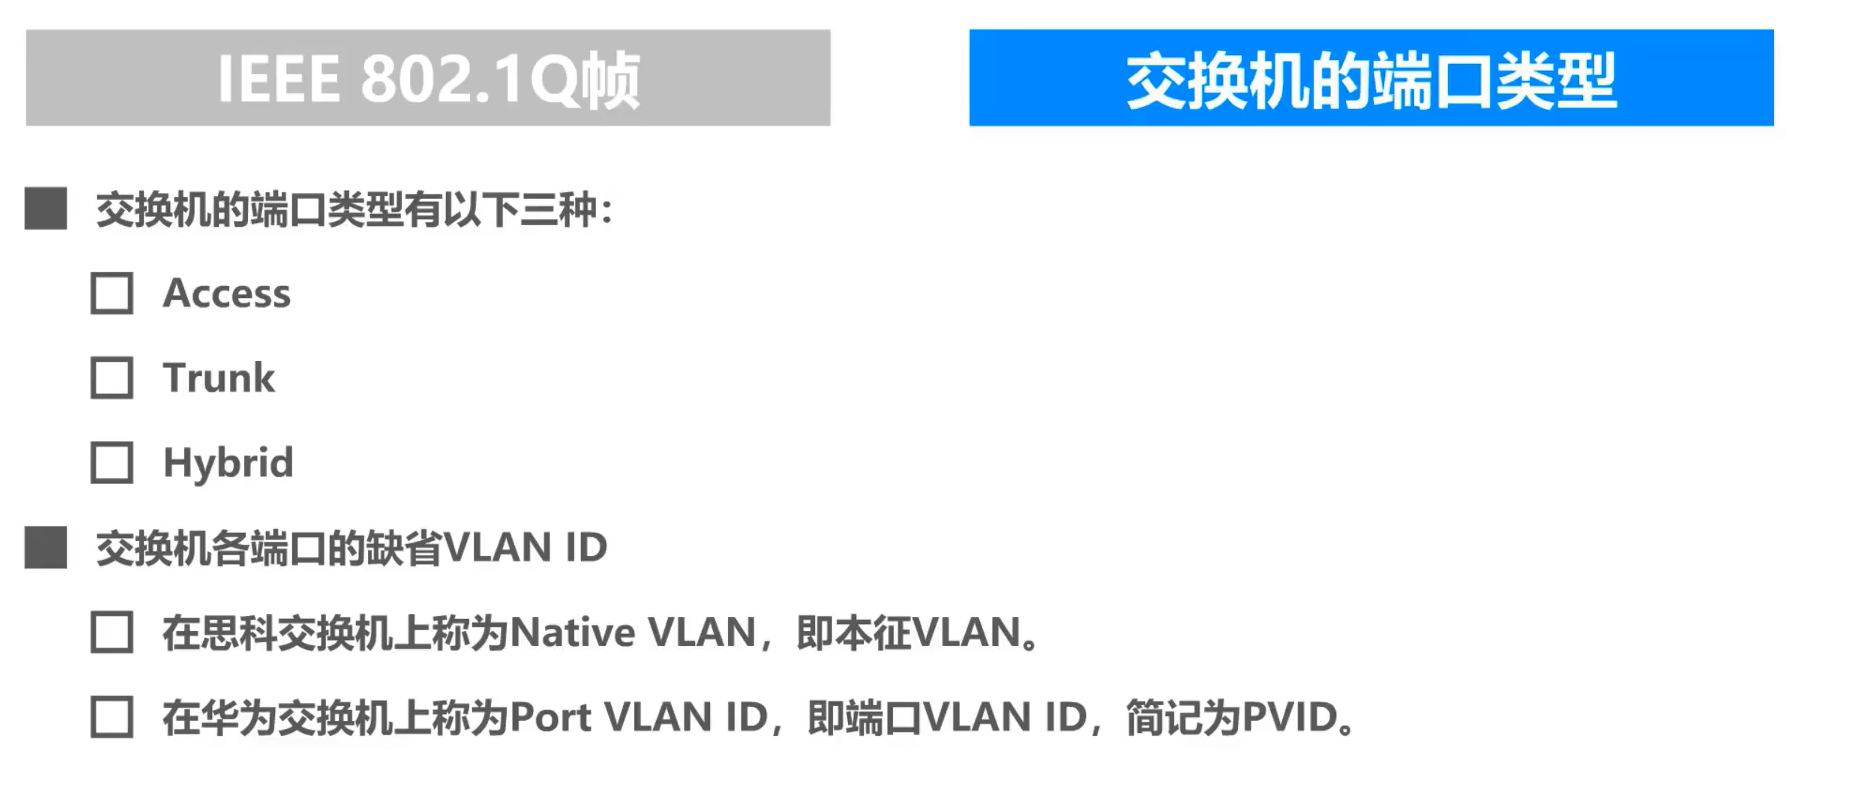 IEEE 802.1Q帧
交换机的端口类型
交换机的端口类型有以下三种：
Access
Trunk
Hybrid
交换机各端口的缺省VLAN ID
在思科交换机上称为Native VLAN，即本征VLAN。
在华为交换机上称为Port VLAN ID，即端口VLAN ID，简记为PVID。